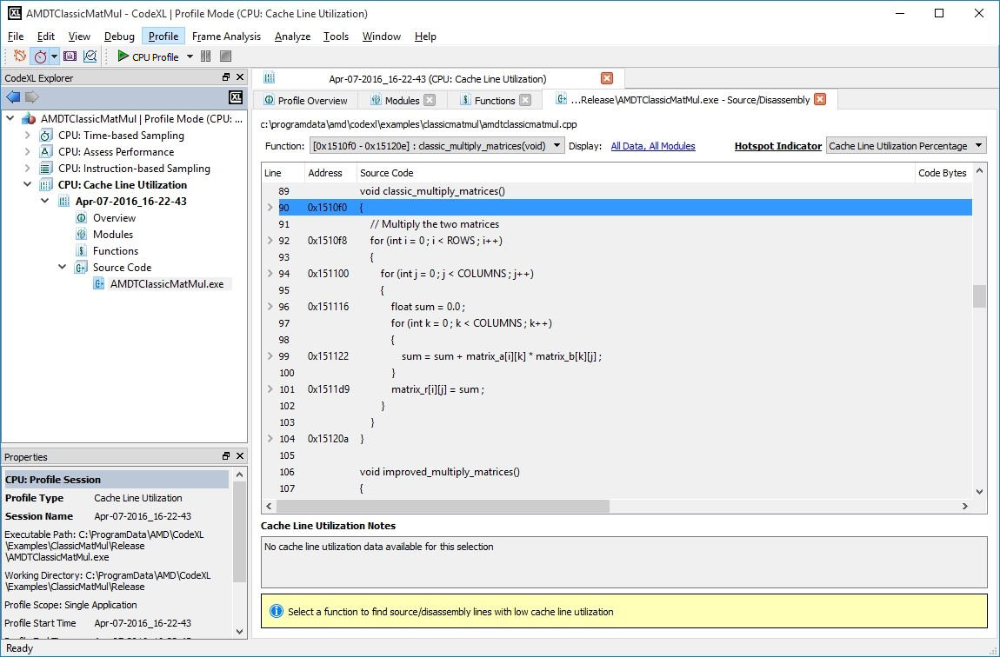 AMDTClassicMatMul - CodeXL | Profile Mode (CPU: Cache Line Utilization)
File Edit View Debug Profile Frame Analysis Analyze Tools Window Help
CPU Profile
CodeXL Explorer
AMDTClassicMatMul | Profile Mode (CPU: ...
CPU: Time-based Sampling
CPU: Assess Performance
CPU: Instruction-based Sampling
CPU: Cache Line Utilization
Apr-07-2016_16-22-43
Overview
Modules
Functions
Source Code
AMDTClassicMatMul.exe
Properties
CPU: Profile Session
Profile Type Cache Line Utilization
Session Name Apr-07-2016_16-22-43
Executable Path: C:\ProgramData\AMD\CodeXL
\Examples\ClassicMatMul\Release
\AMDTClassicMatMul.exe
Working Directory: C:\ProgramData\AMD\CodeXL
\Examples\ClassicMatMul\Release
Profile Scope: Single Application
Profile Start Time Apr-07-2016_16-22-43
Apr-07-2016_16-22-43 (CPU: Cache Line Utilization)
Profile Overview Modules Functions ...Release\AMDTClassicMatMul.exe - Source/Disassembly
c:\programdata\amd\codexl\examples\classicmatmul\amdtclassicmatmul.cpp
Function: [0x1510f0 - 0x15120e] : classic_multiply_matrices(void) Display: All Data, All Modules Hotspot Indicator Cache Line Utilization Percentage
Line Address Source Code Code Bytes
89 void classic_multiply_matrices()
90 0x1510f0 {
91 // Multiply the two matrices
92 0x1510f8 for (int i = 0 ; i < ROWS ; i++)
93 {
94 0x151100 for (int j = 0 ; j < COLUMNS ; j++)
95 {
96 0x151116 float sum = 0.0 ;
97 for (int k = 0 ; k < COLUMNS ; k++)
98 {
99 0x151122 sum = sum + matrix_a[i][k] * matrix_b[k][j] ;
100 }
101 0x1511d9 matrix_r[i][j] = sum ;
102 }
103 }
104 0x15120a }
105
106 void improved_multiply_matrices()
107 {
Cache Line Utilization Notes
No cache line utilization data available for this selection
Select a function to find source/disassembly lines with low cache line utilization
Ready